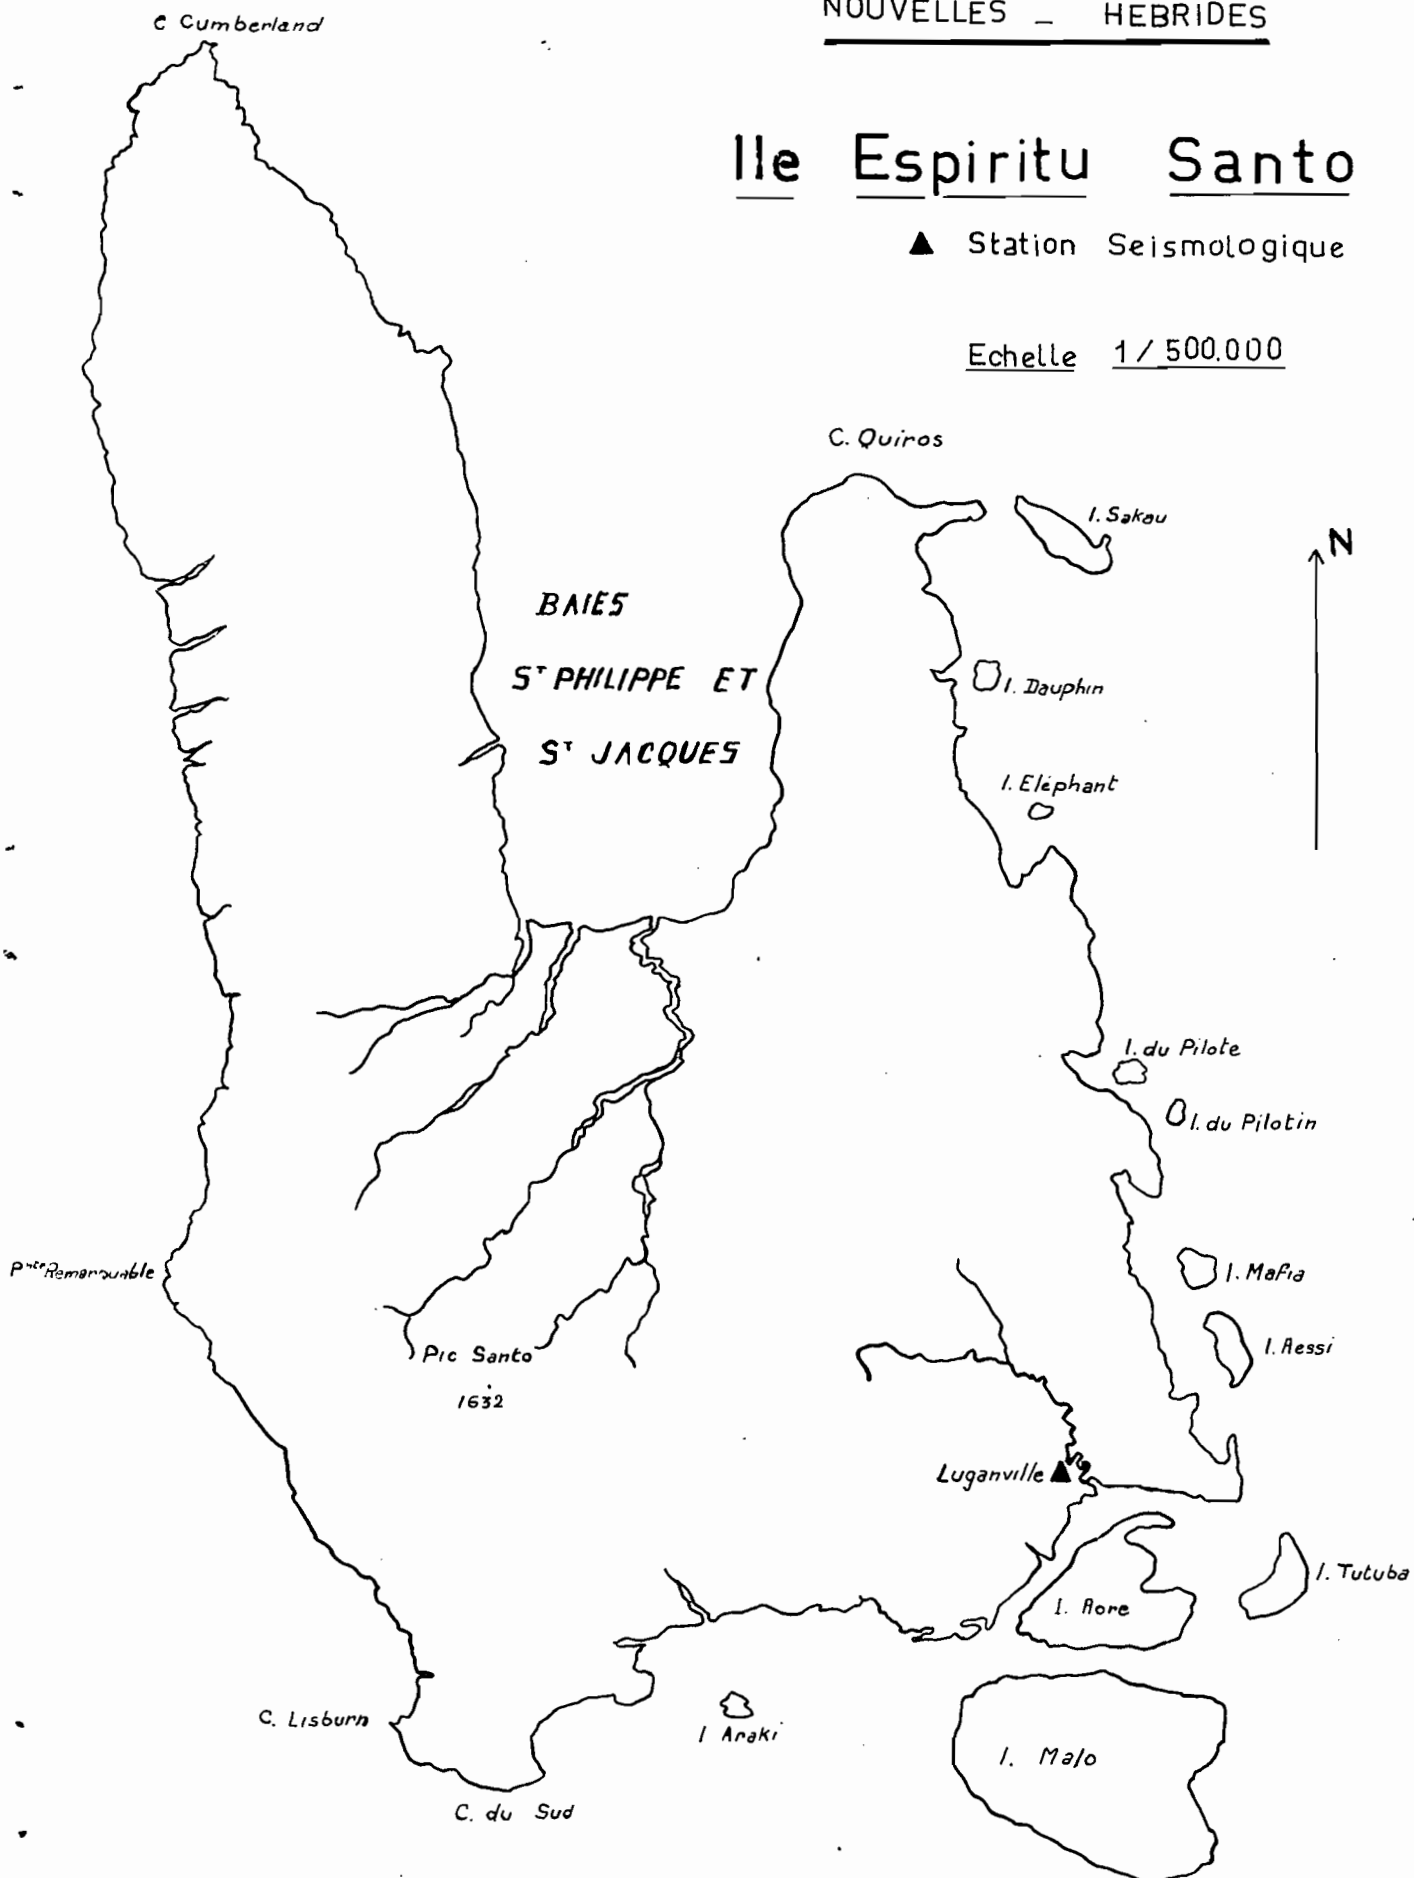 C Cumberland
NOUVELLES _ HEBRIDES
Ile Espiritu Santo
▲ Station Seismologique
Echelle 1/500.000
C. Quiros
I. Sakau
N
BAIES
St PHILIPPE ET
St JACQUES
I. Dauphin
I. Eléphant
I. du Pilote
I. du Pilotin
Pnte Remarquable
I. Mafia
I. Aessi
Pic Santo
1632
Luganville
I. Tutuba
I. Aore
C. Lisburn
I Araki
I. Malo
C. du Sud